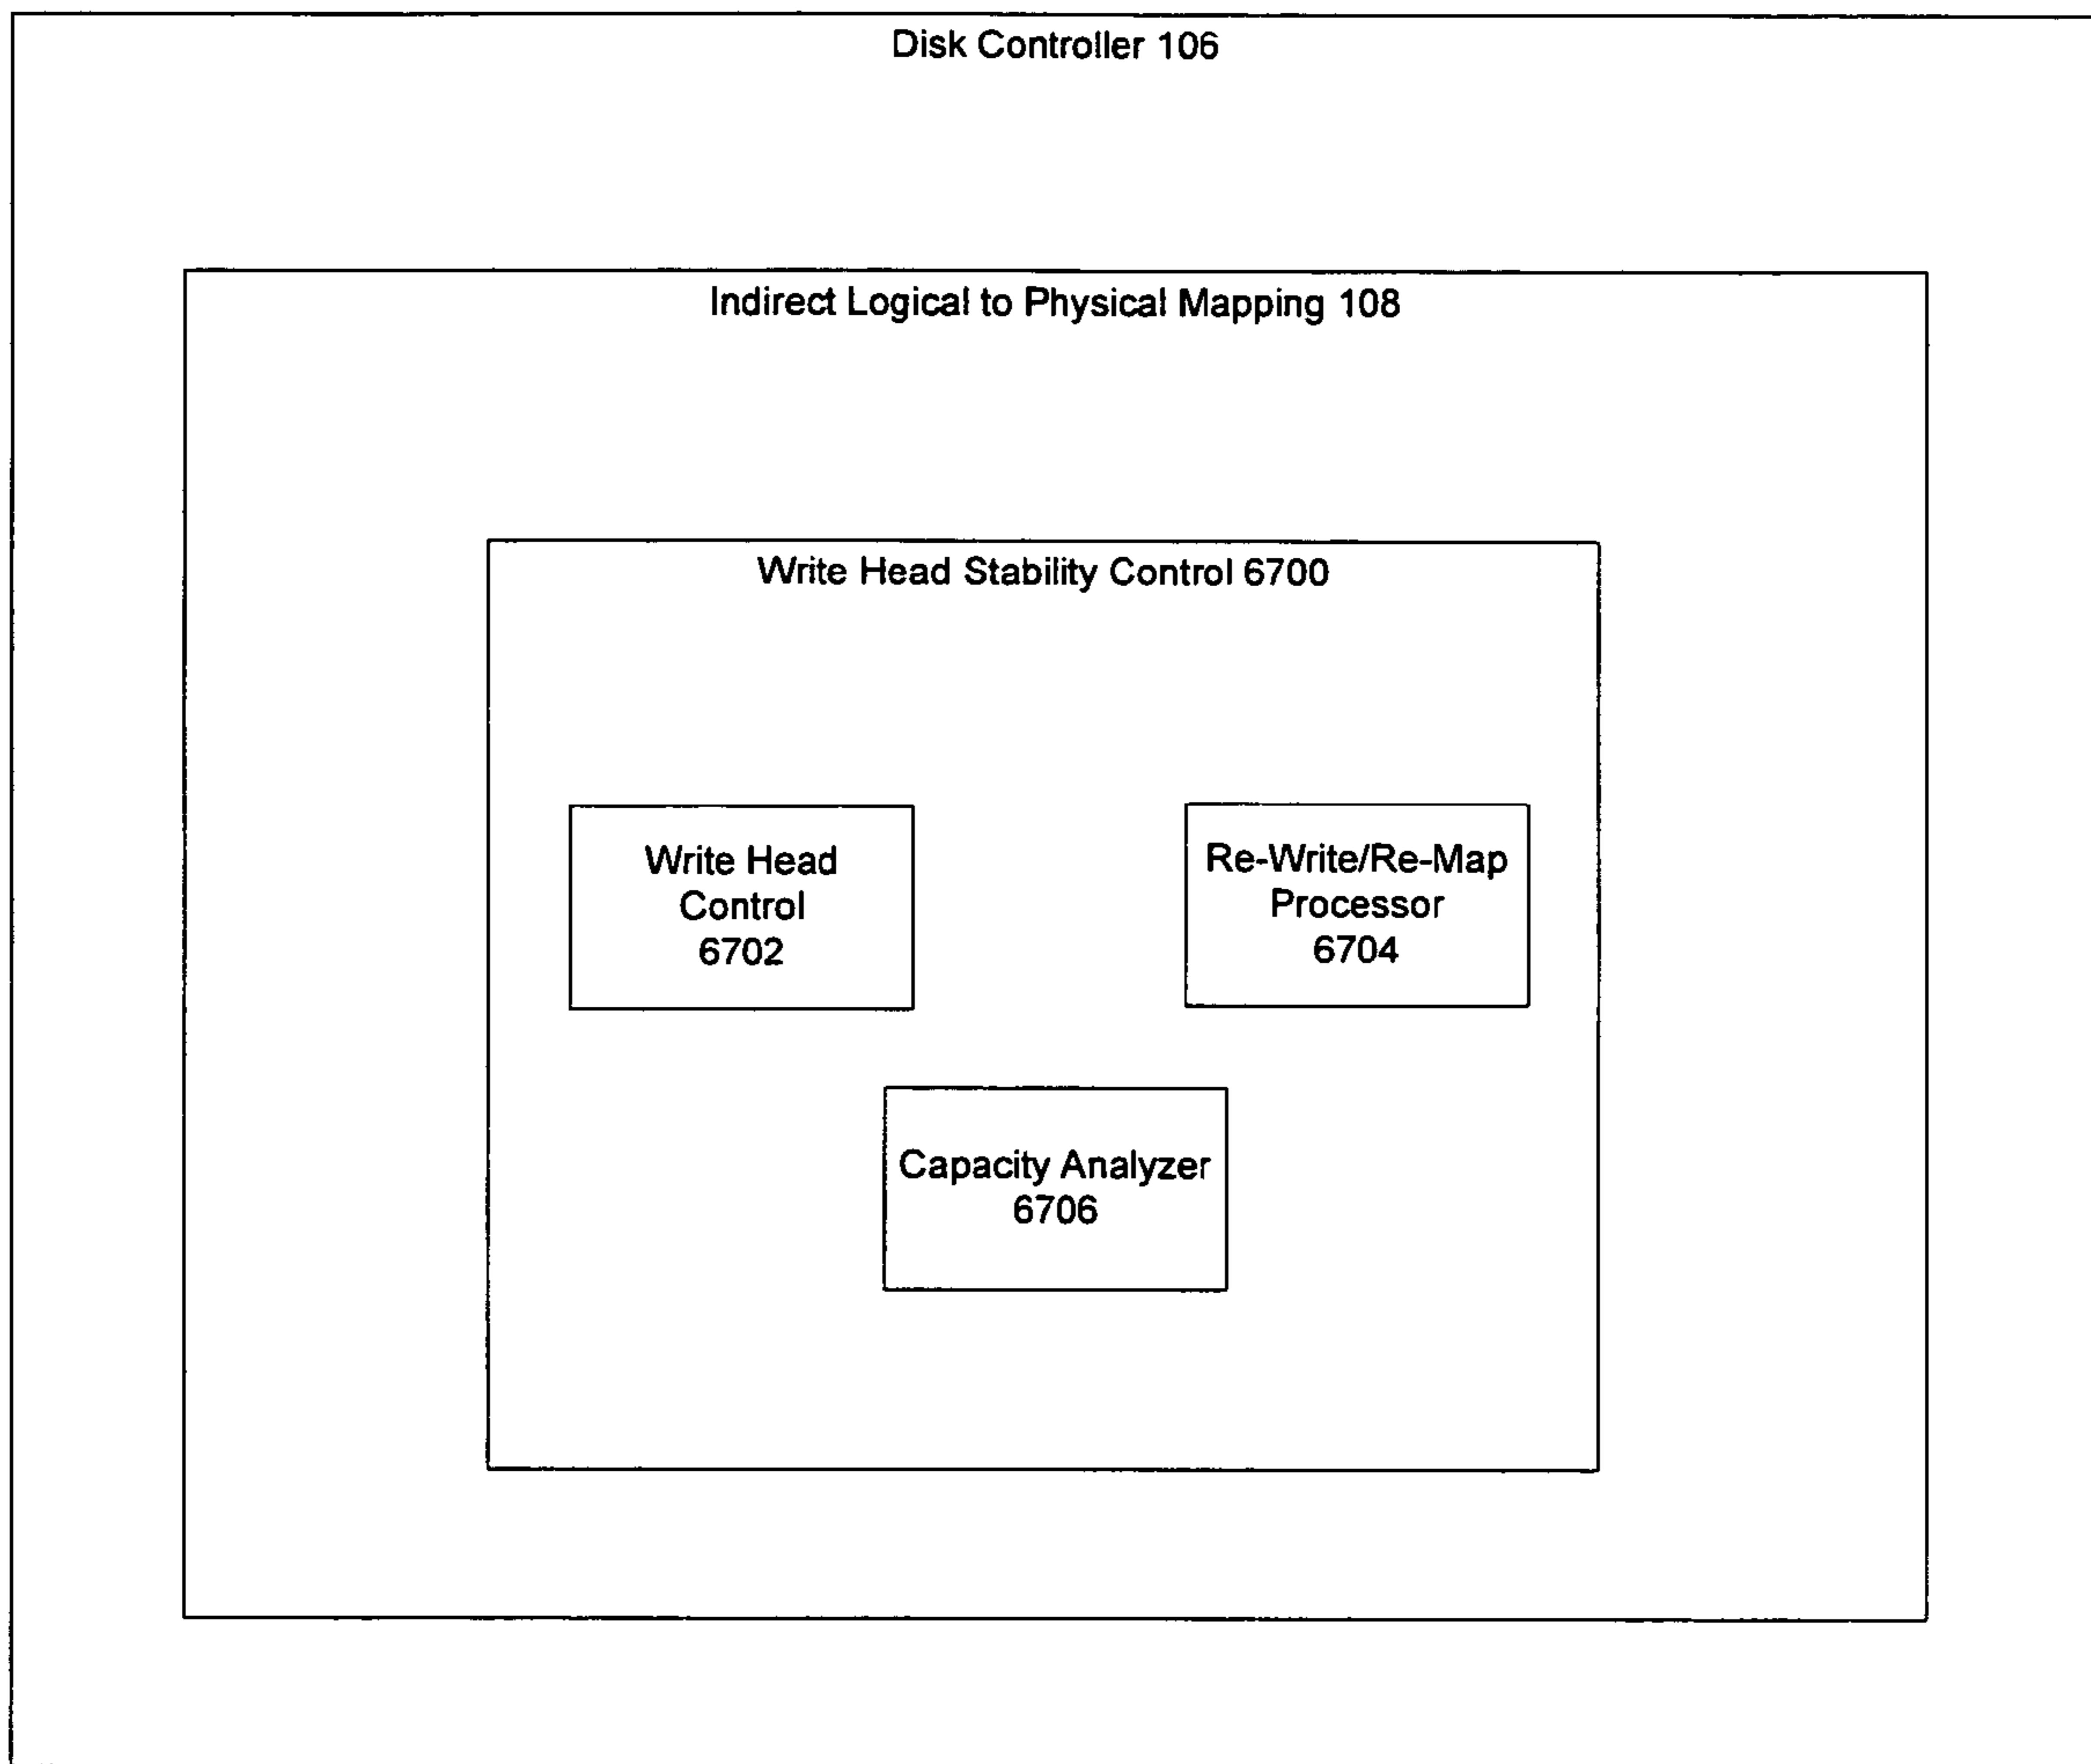 Disk Controller 106
Indirect Logical to Physical Mapping 108
Write Head Stability Control 6700
Write Head
Control
6702
Re-Write/Re-Map
Processor
6704
Capacity Analyzer
6706